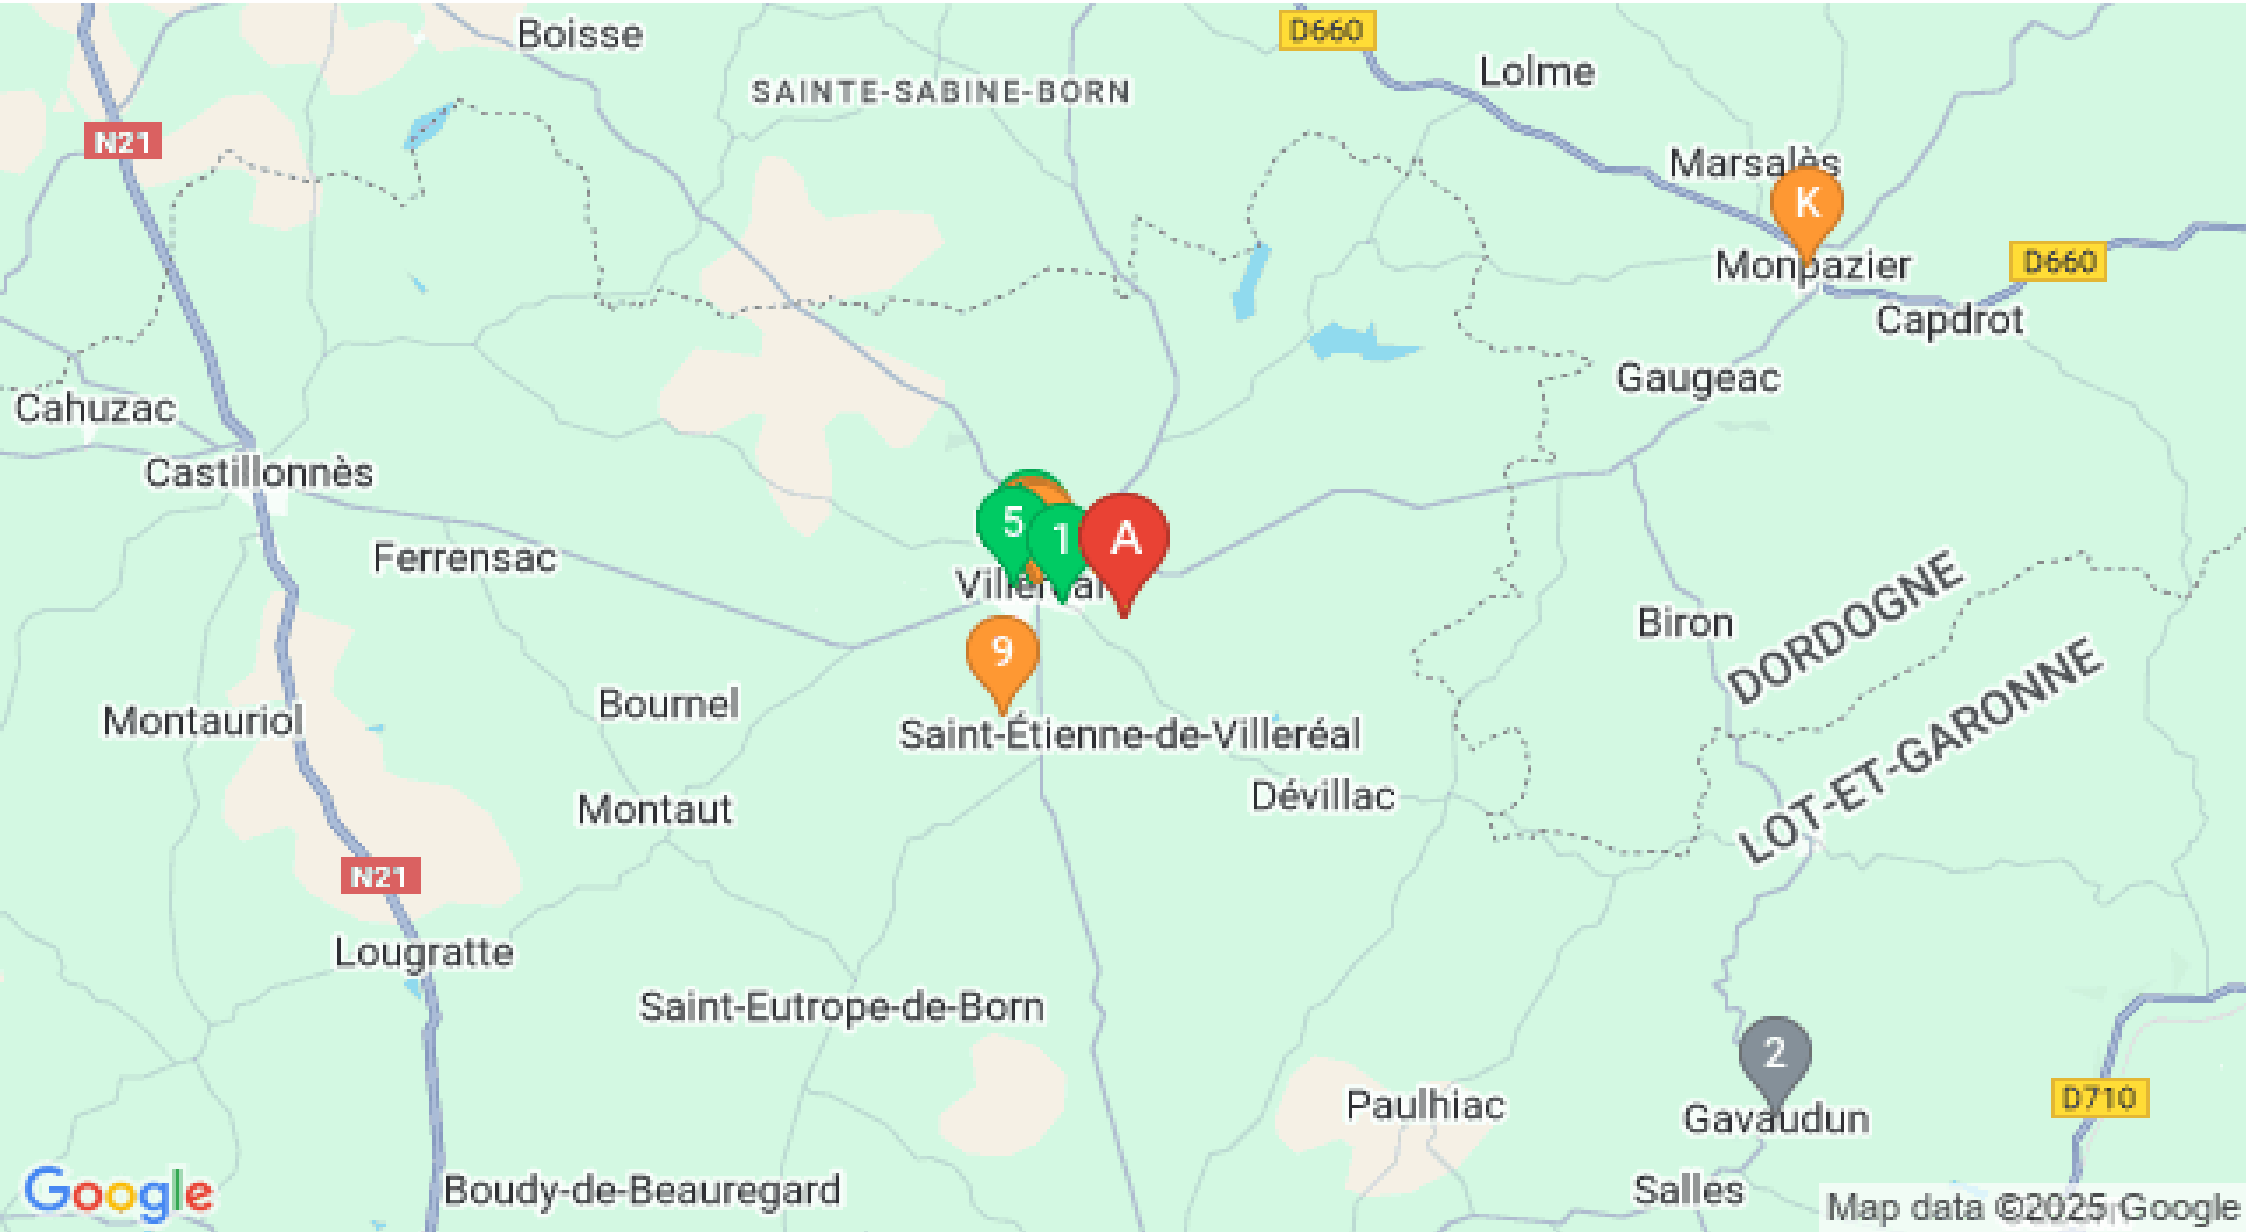 Boisse
D660
Lolme
SAINTE-SABINE-BORN
N21
Marsalès
K
Monpazier
D660
Capdrot
Gaugeac
Cahuzac
Castillonnès
5
1
A
Ferrensac
Biron
DORDOGNE
9
LOT-ET-GARONNE
Bournel
Montauriol
Saint-Étienne-de-Villeréal
Dévillac
Montaut
N21
Lougratte
Saint-Eutrope-de-Born
2
Paulhiac
D710
Gavaudun
Google
Boudy-de-Beauregard
Salles
Map data ©2025 Google